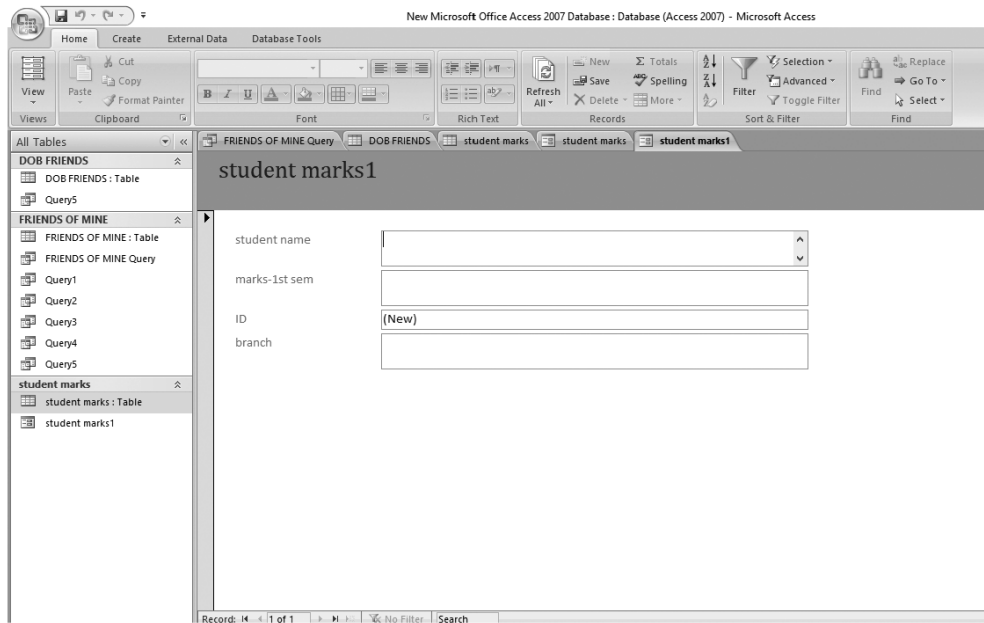 New Microsoft Office Access 2007 Database : Database (Access 2007) - Microsoft Access
Home Create External Data Database Tools
View
Paste
Cut
Copy
Format Painter
B I U A
Refresh All
New
Save
Delete
Σ Totals
Spelling
More
Filter
Selection
Advanced
Toggle Filter
Find
Replace
Go To
Select
Views Clipboard Font Rich Text Records Sort & Filter Find
All Tables
FRIENDS OF MINE Query DOB FRIENDS student marks student marks student marks1
DOB FRIENDS
DOB FRIENDS : Table
Query5
FRIENDS OF MINE
FRIENDS OF MINE : Table
FRIENDS OF MINE Query
Query1
Query2
Query3
Query4
Query5
student marks
student marks : Table
student marks1
student marks1
student name
marks-1st sem
ID (New)
branch
Record: 1 of 1 No Filter Search